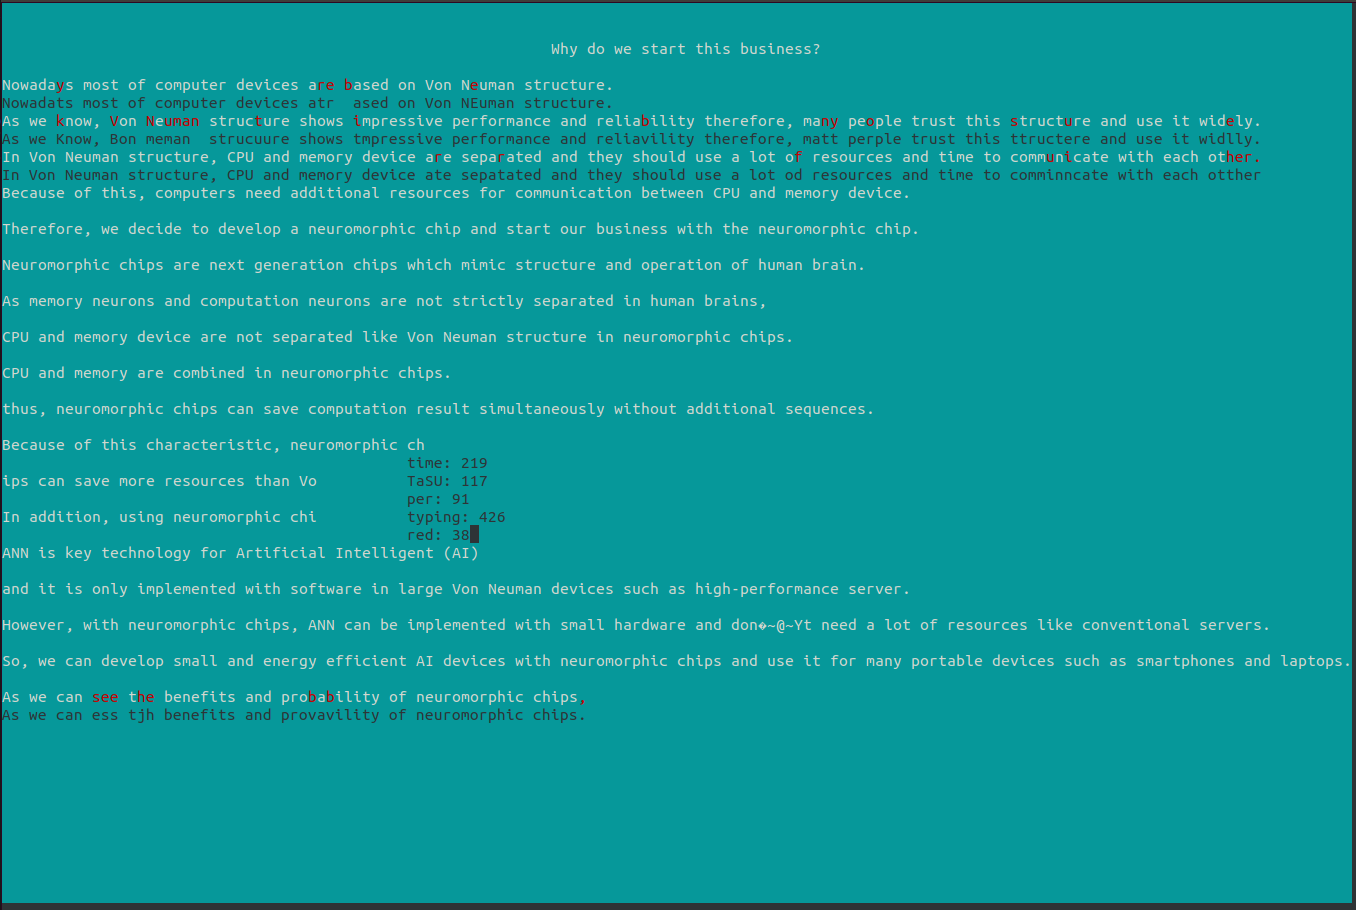 Why do we start this business?
Nowadays most of computer devices are based on Von Neuman structure.
Nowadats most of computer devices atr  ased on Von NEuman structure.
As we know, Von Neuman structure shows impressive performance and reliability therefore, many people trust this structure and use it widely.
As we Know, Bon meman  strucuure shows tmpressive performance and reliavility therefore, matt perple trust this ttructere and use it widlly.
In Von Neuman structure, CPU and memory device are separated and they should use a lot of resources and time to communicate with each other.
In Von Neuman structure, CPU and memory device ate sepatated and they should use a lot od resources and time to comminncate with each otther
Because of this, computers need additional resources for communication between CPU and memory device.
Therefore, we decide to develop a neuromorphic chip and start our business with the neuromorphic chip.
Neuromorphic chips are next generation chips which mimic structure and operation of human brain.
As memory neurons and computation neurons are not strictly separated in human brains,
CPU and memory device are not separated like Von Neuman structure in neuromorphic chips.
CPU and memory are combined in neuromorphic chips.
thus, neuromorphic chips can save computation result simultaneously without additional sequences.
Because of this characteristic, neuromorphic ch
time: 219
ips can save more resources than Vo          TaSU: 117
per: 91
In addition, using neuromorphic chi          typing: 426
red: 38
ANN is key technology for Artificial Intelligent (AI)
and it is only implemented with software in large Von Neuman devices such as high-performance server.
However, with neuromorphic chips, ANN can be implemented with small hardware and don�~@~Yt need a lot of resources like conventional servers.
So, we can develop small and energy efficient AI devices with neuromorphic chips and use it for many portable devices such as smartphones and laptops.
As we can see the benefits and probability of neuromorphic chips,
As we can ess tjh benefits and provavility of neuromorphic chips.